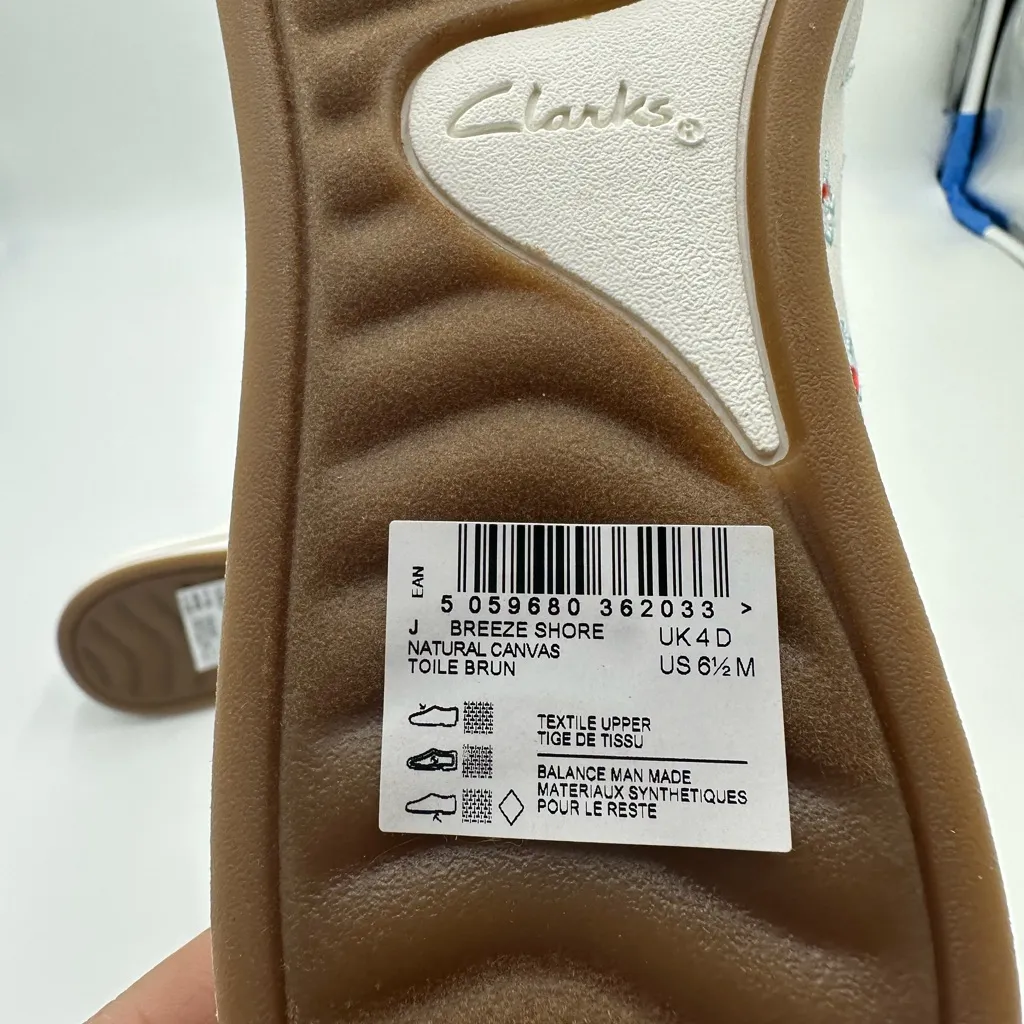 Clarks®
EAN
5 059680 362033 >
J BREEZE SHORE UK 4 D
NATURAL CANVAS
TOILE BRUN US 6½ M
TEXTILE UPPER
TIGE DE TISSU
BALANCE MAN MADE
MATERIAUX SYNTHETIQUES
POUR LE RESTE